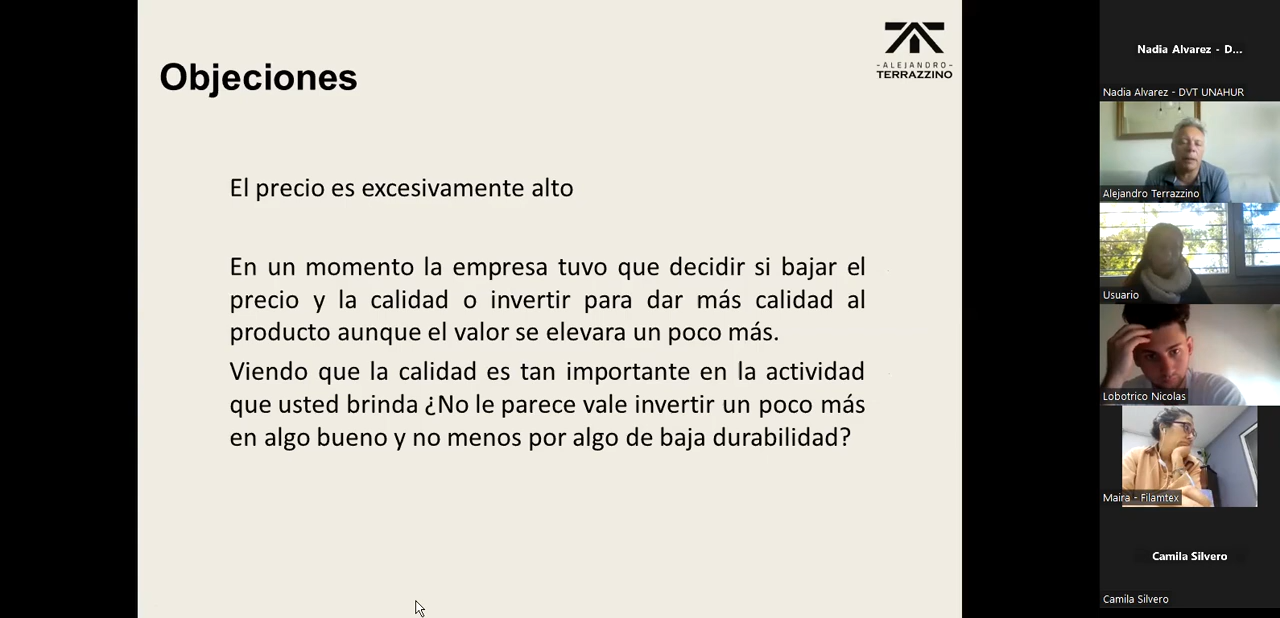 Objeciones
-ALEJANDRO-
TERRAZZINO
El precio es excesivamente alto
En un momento la empresa tuvo que decidir si bajar el
precio y la calidad o invertir para dar más calidad al
producto aunque el valor se elevara un poco más.
Viendo que la calidad es tan importante en la actividad
que usted brinda ¿No le parece vale invertir un poco más
en algo bueno y no menos por algo de baja durabilidad?
Nadia Alvarez - D...
Nadia Alvarez - DVT UNAHUR
Alejandro Terrazzino
Usuario
Lobotrico Nicolas
Maira - Filamtex
Camila Silvero
Camila Silvero